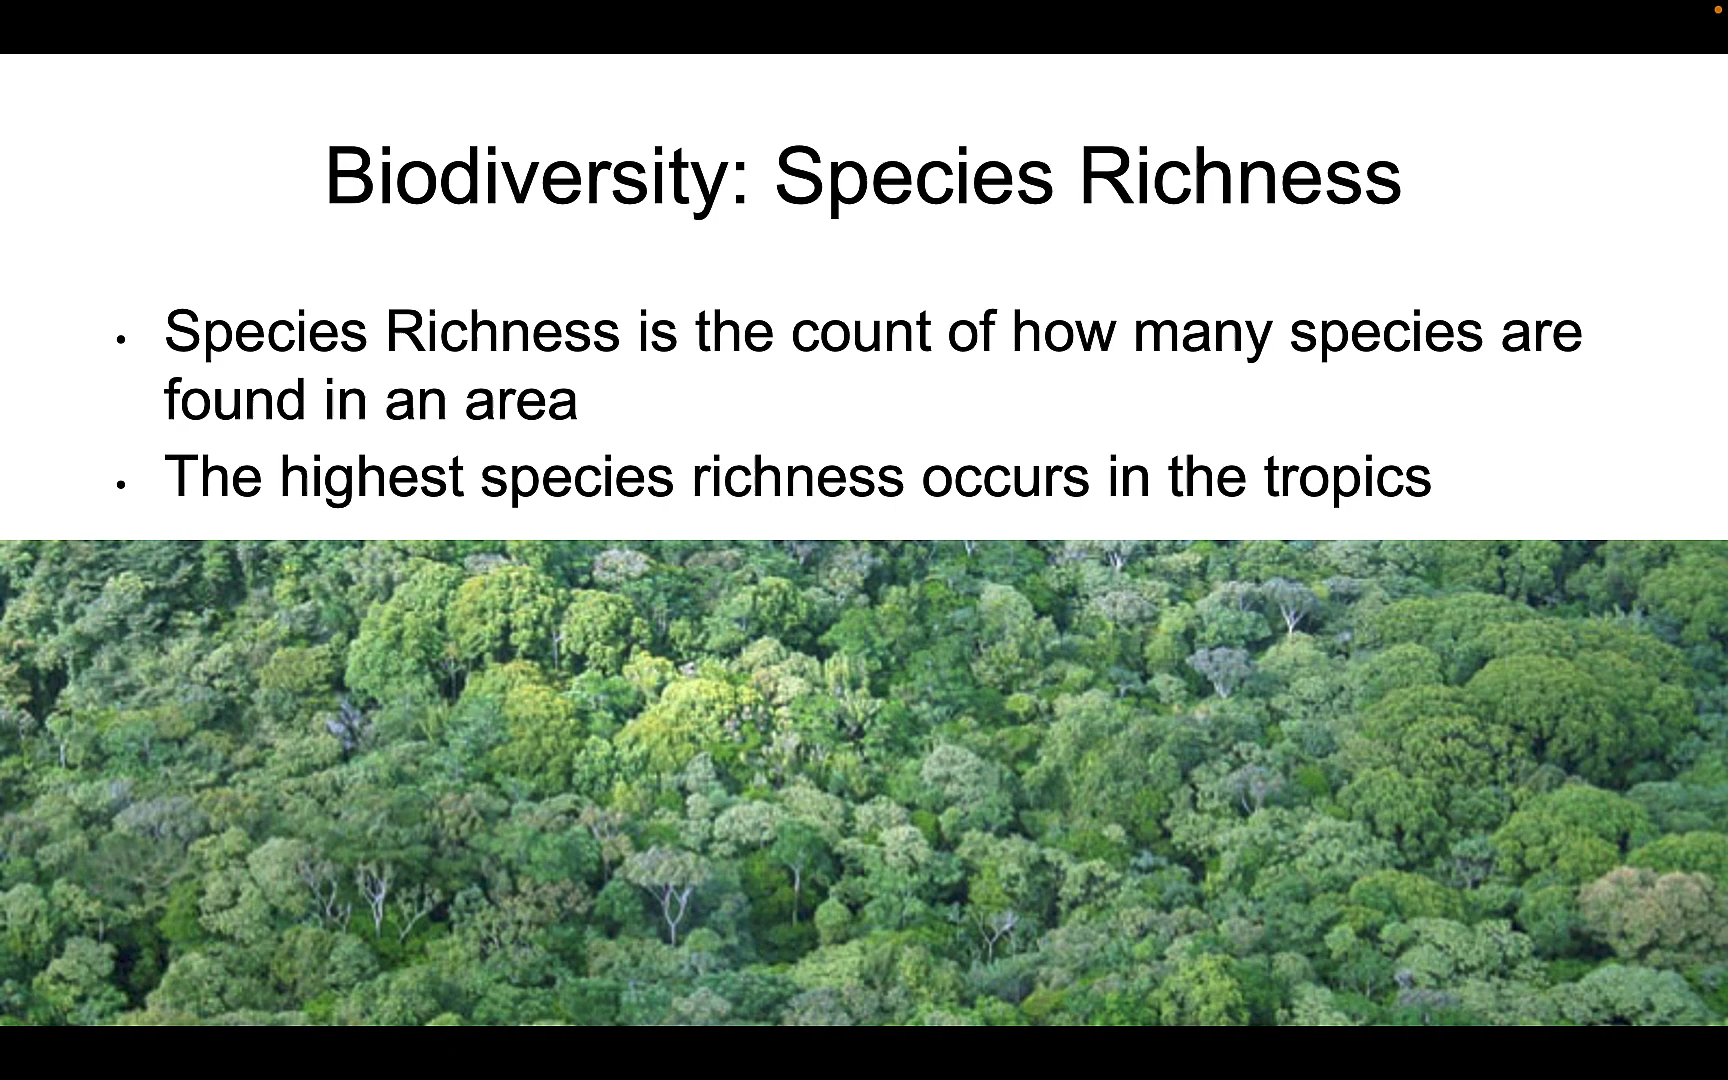 Biodiversity: Species Richness
• Species Richness is the count of how many species are
found in an area
• The highest species richness occurs in the tropics